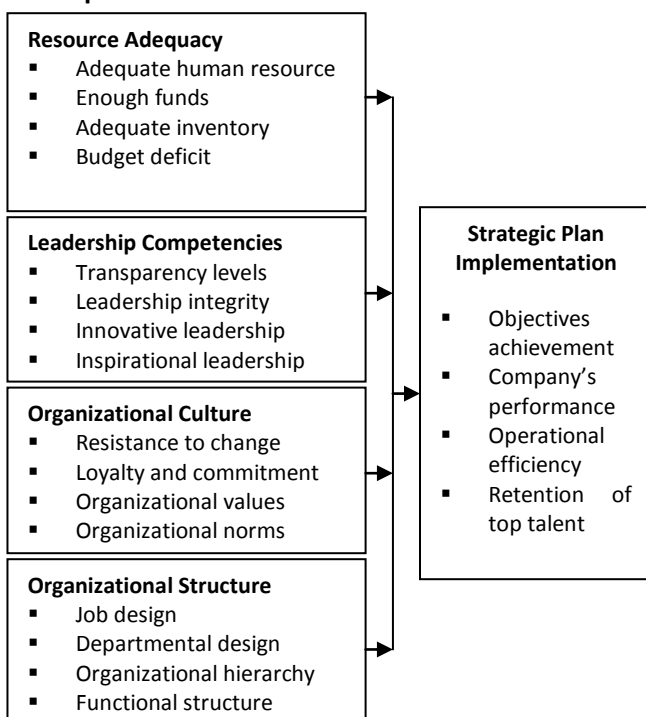 Resource Adequacy
▪ Adequate human resource
▪ Enough funds
▪ Adequate inventory
▪ Budget deficit
Leadership Competencies
▪ Transparency levels
▪ Leadership integrity
▪ Innovative leadership
▪ Inspirational leadership
Organizational Culture
▪ Resistance to change
▪ Loyalty and commitment
▪ Organizational values
▪ Organizational norms
Organizational Structure
▪ Job design
▪ Departmental design
▪ Organizational hierarchy
▪ Functional structure
Strategic Plan
Implementation
▪ Objectives
achievement
▪ Company’s
performance
▪ Operational
efficiency
▪ Retention of
top talent